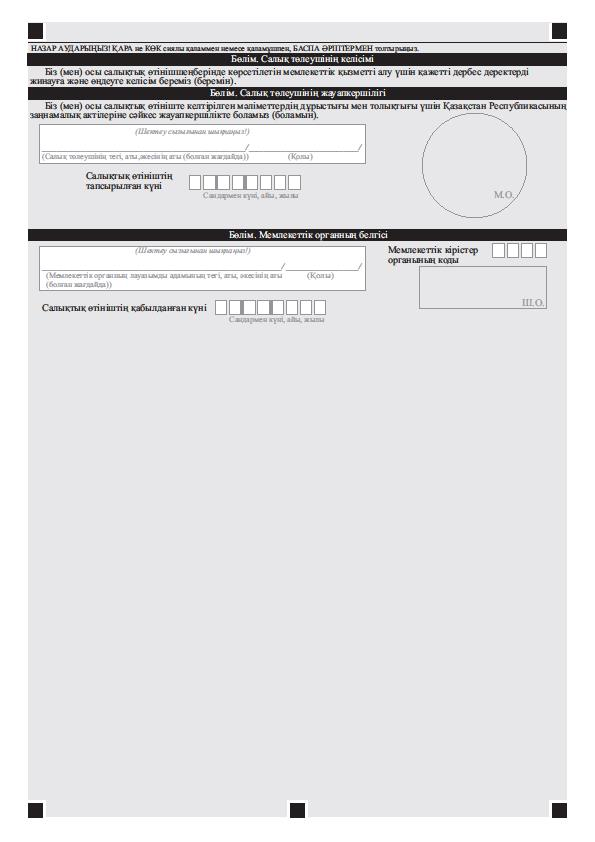 НАЗАР АУДАРЫҢЫЗ! ҚАРА не КӨК сиялы қаламмен немесе қаламұшпен, БАСПА ӘРІПТЕРМЕН толтырыңыз.
Бөлім. Салық төлеушінің келісімі
Біз (мен) осы салықтық өтінішшеңберінде көрсетілетін мемлекеттік қызметті алу үшін қажетті дербес деректерді
жинауға және өңдеуге келісім береміз (беремін).
Бөлім. Салық төлеушінің жауапкершілігі
Біз (мен) осы салықтық өтініште келтірілген мәліметтердің дұрыстығы мен толықтығы үшін Қазақстан Республикасының
заңнамалық актілеріне сәйкес жауапкершілікте боламыз (боламын).
(Шектеу сызығынан шықпаңыз!)
/ /
(Салық төлеушінің тегі, аты,әкесінің аты (болған жағдайда)) (Қолы)
Салықтық өтініштің
тапсырылған күні
Сандармен күні, айы, жылы
М.О.
Бөлім. Мемлекеттік органның белгісі
(Шектеу сызығынан шықпаңыз!)
/ /
(Мемлекеттік органның лауазымды адамының тегі, аты, әкесінің аты (Қолы)
(болған жағдайда))
Мемлекеттік кірістер
органының коды
Ш.О.
Салықтық өтініштің қабылданған күні
Сандармен күні, айы, жылы